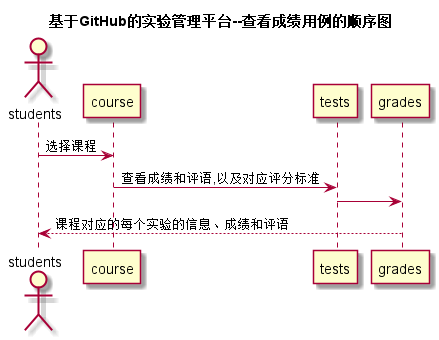 基于GitHub的实验管理平台--查看成绩用例的顺序图
students
course
tests
grades
选择课程
查看成绩和评语,以及对应评分标准
课程对应的每个实验的信息、成绩和评语
students
course
tests
grades